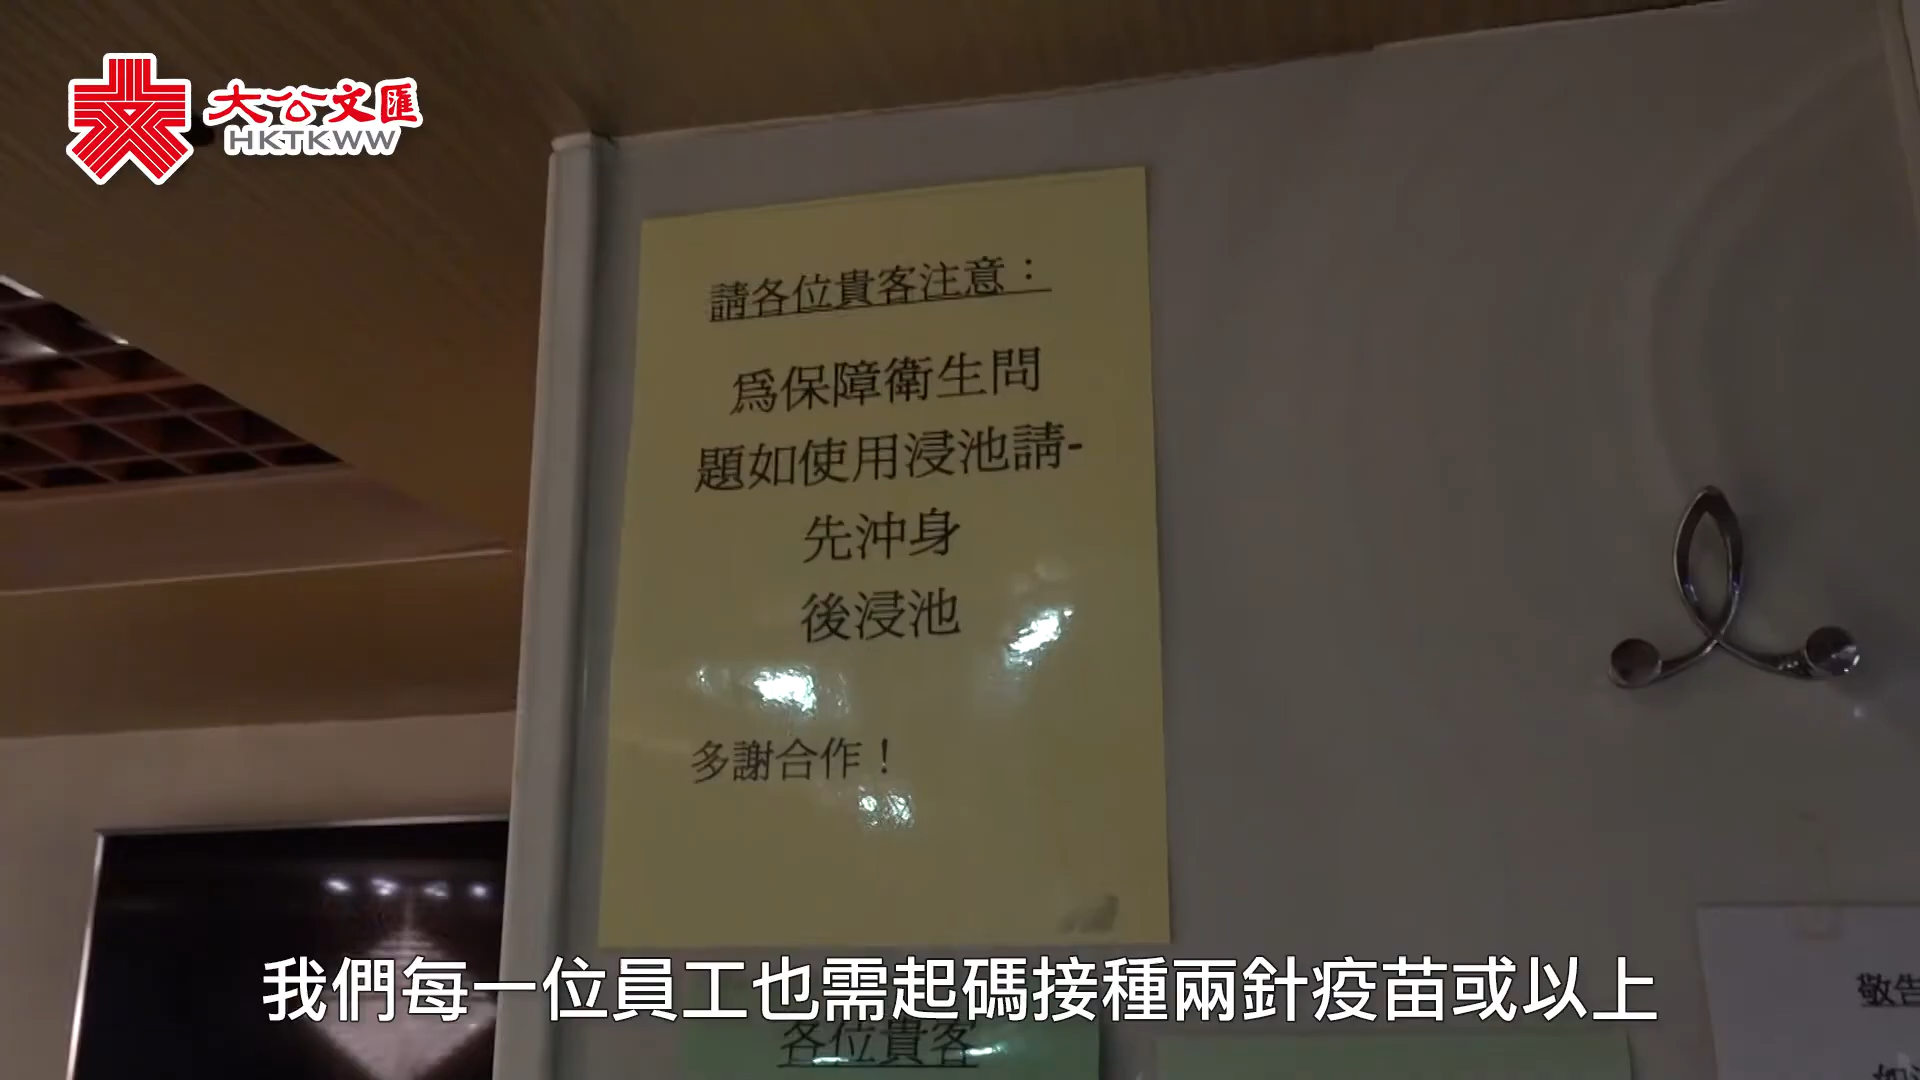 大公文匯
HKTKWW
請各位貴客注意：
爲保障衛生問
題如使用浸池請-
先沖身
後浸池
多謝合作！
我們每一位員工也需起碼接種兩針疫苗或以上
各位貴客
敬告